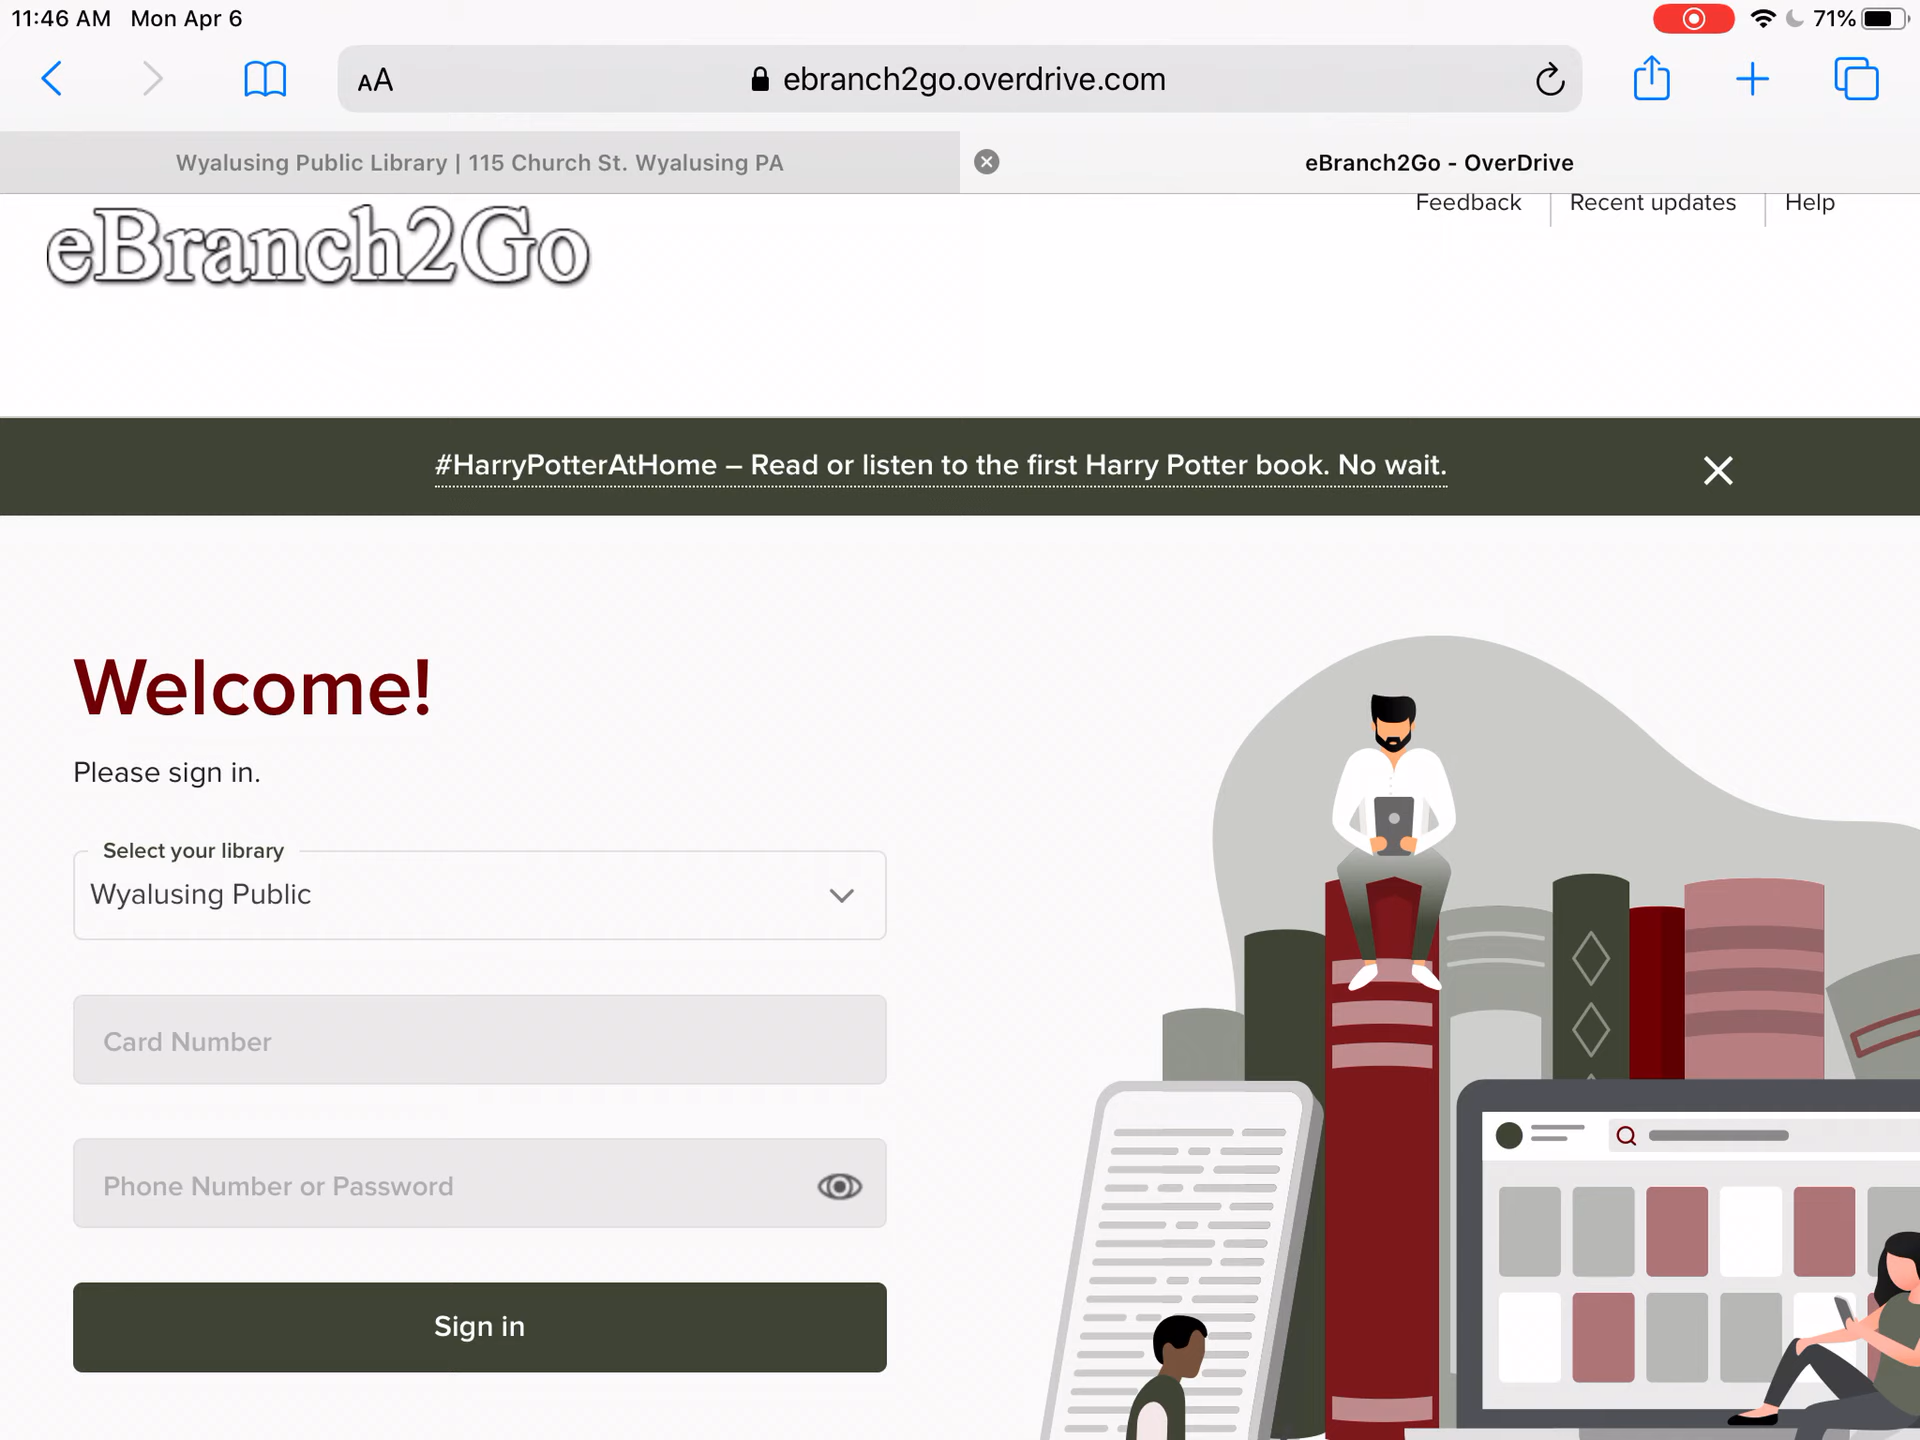 11:46 AM Mon Apr 6
71%
AA
ebranch2go.overdrive.com
Wyalusing Public Library | 115 Church St. Wyalusing PA
eBranch2Go - OverDrive
Feedback
Recent updates
Help
eBranch2Go
#HarryPotterAtHome – Read or listen to the first Harry Potter book. No wait.
Welcome!
Please sign in.
Select your library
Wyalusing Public
Card Number
Phone Number or Password
Sign in